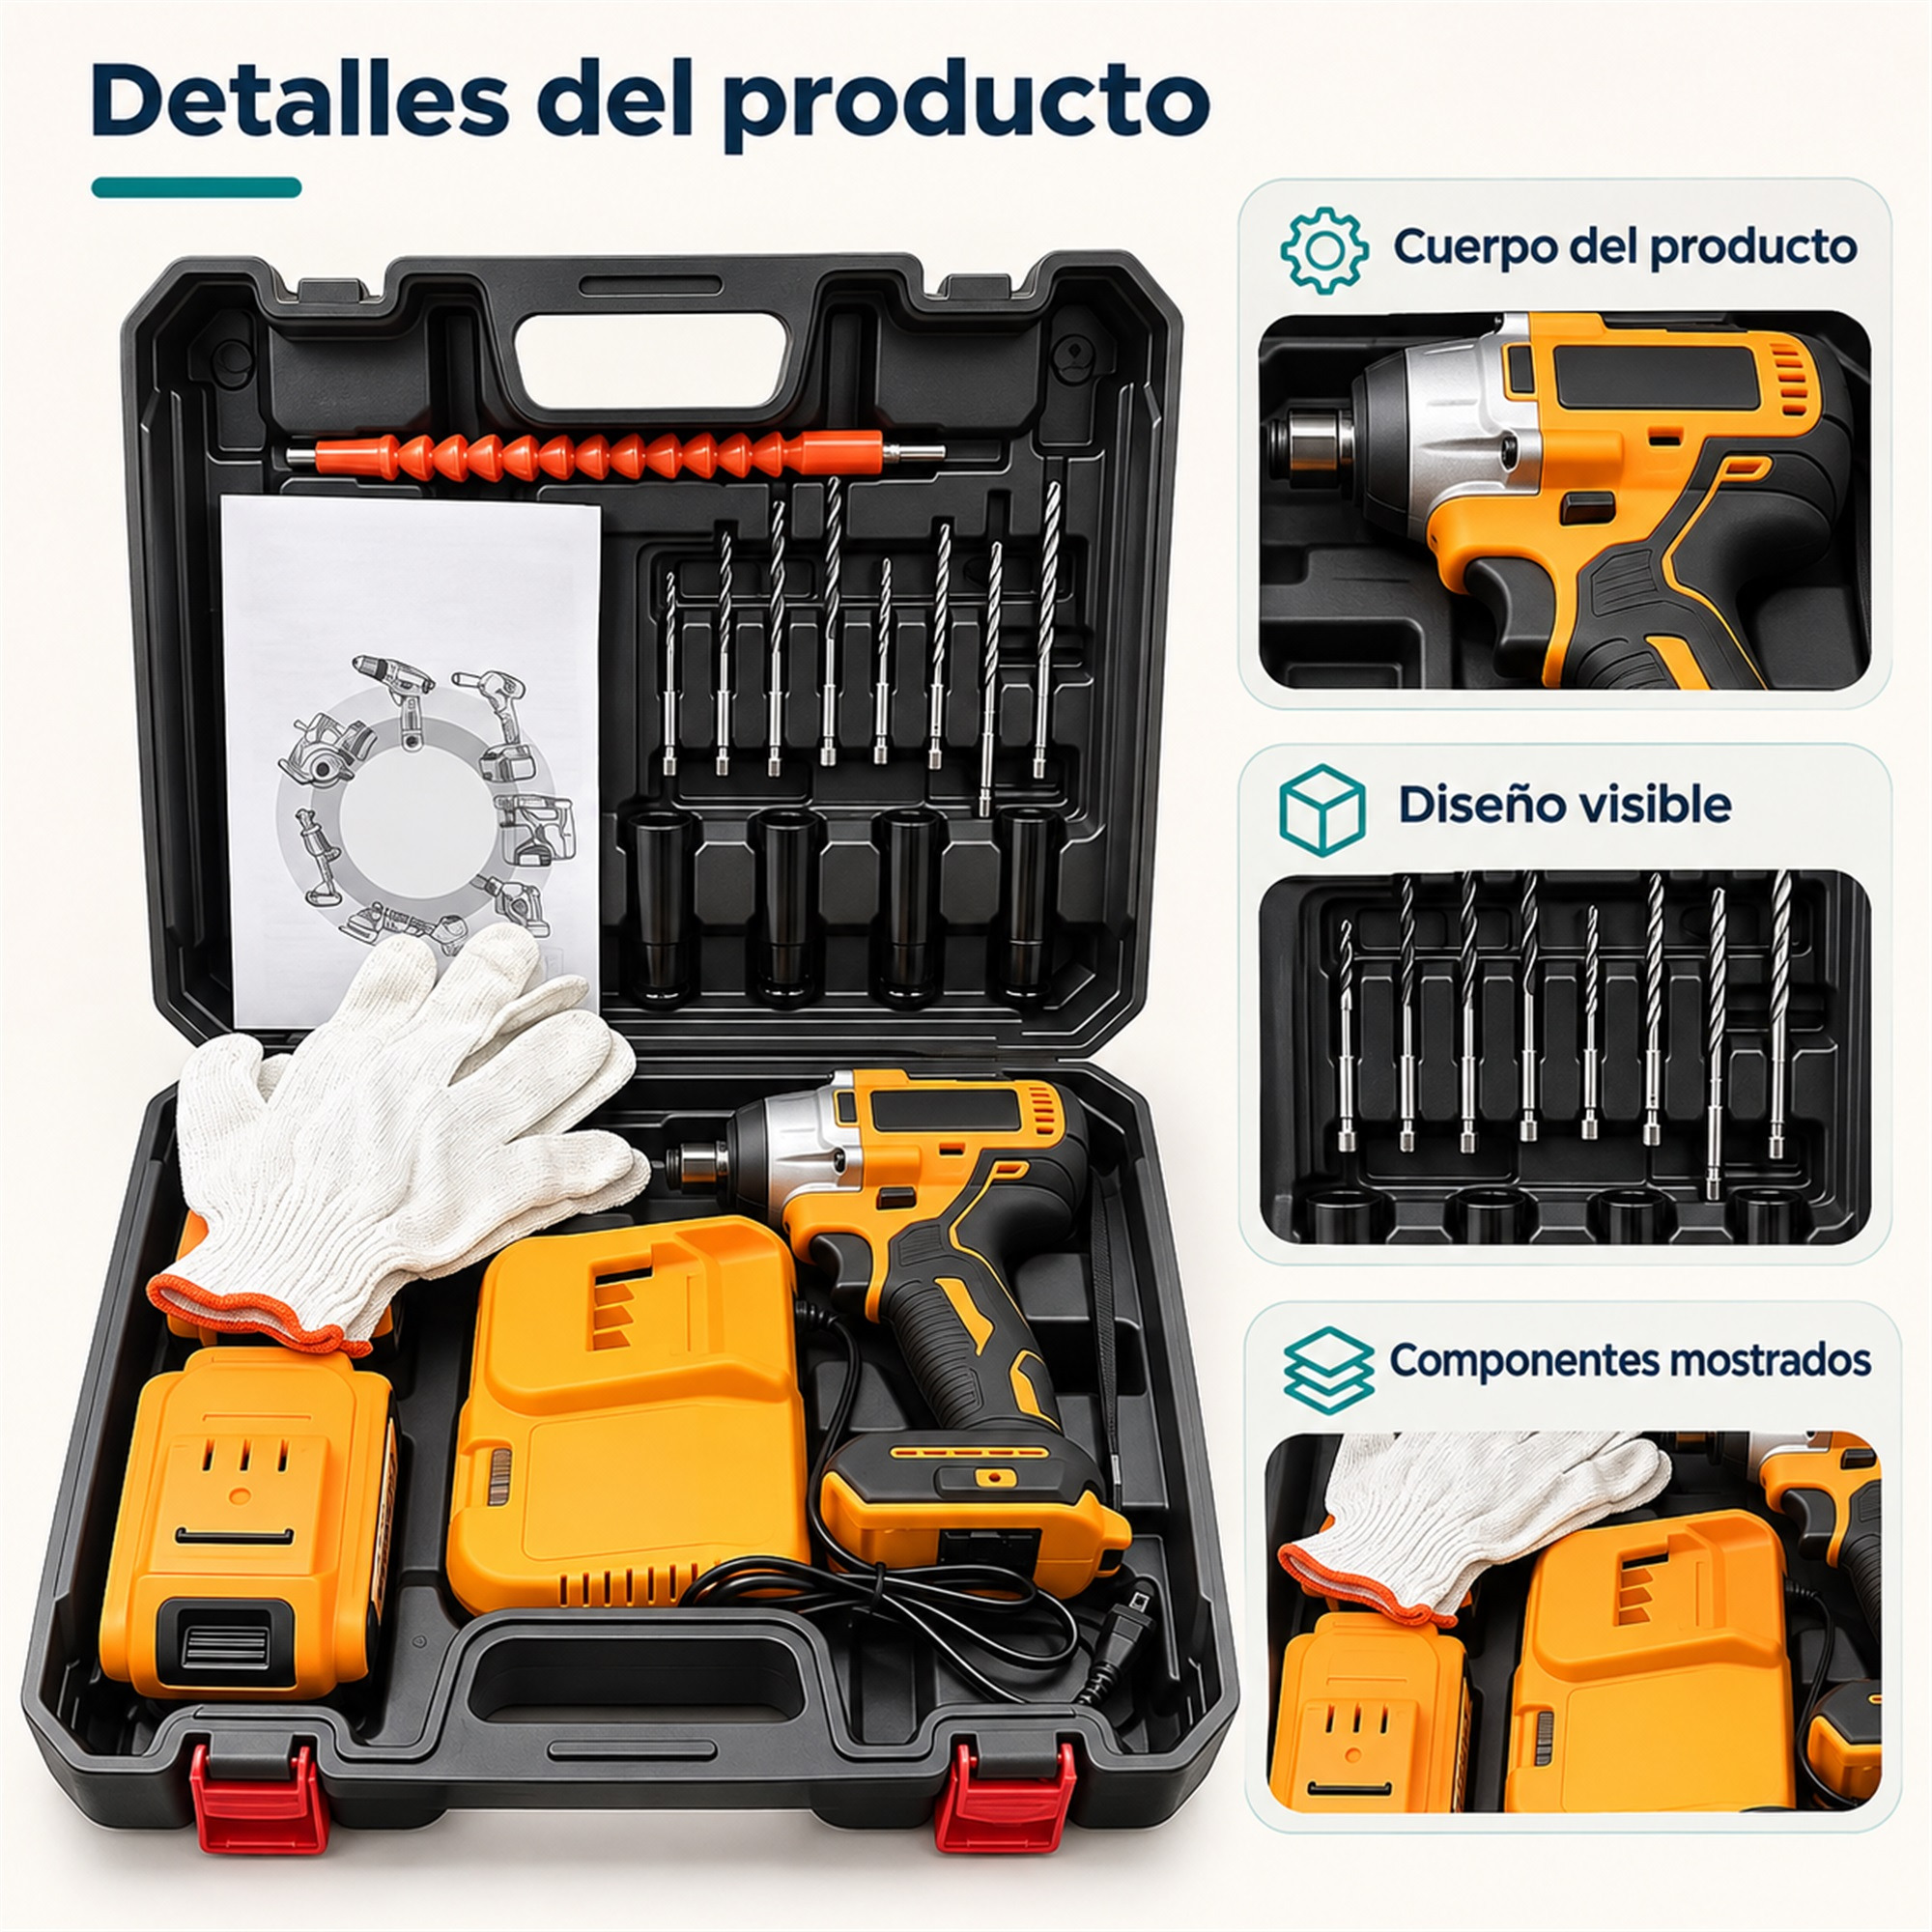 Detalles del producto
Cuerpo del producto
Diseño visible
Componentes mostrados